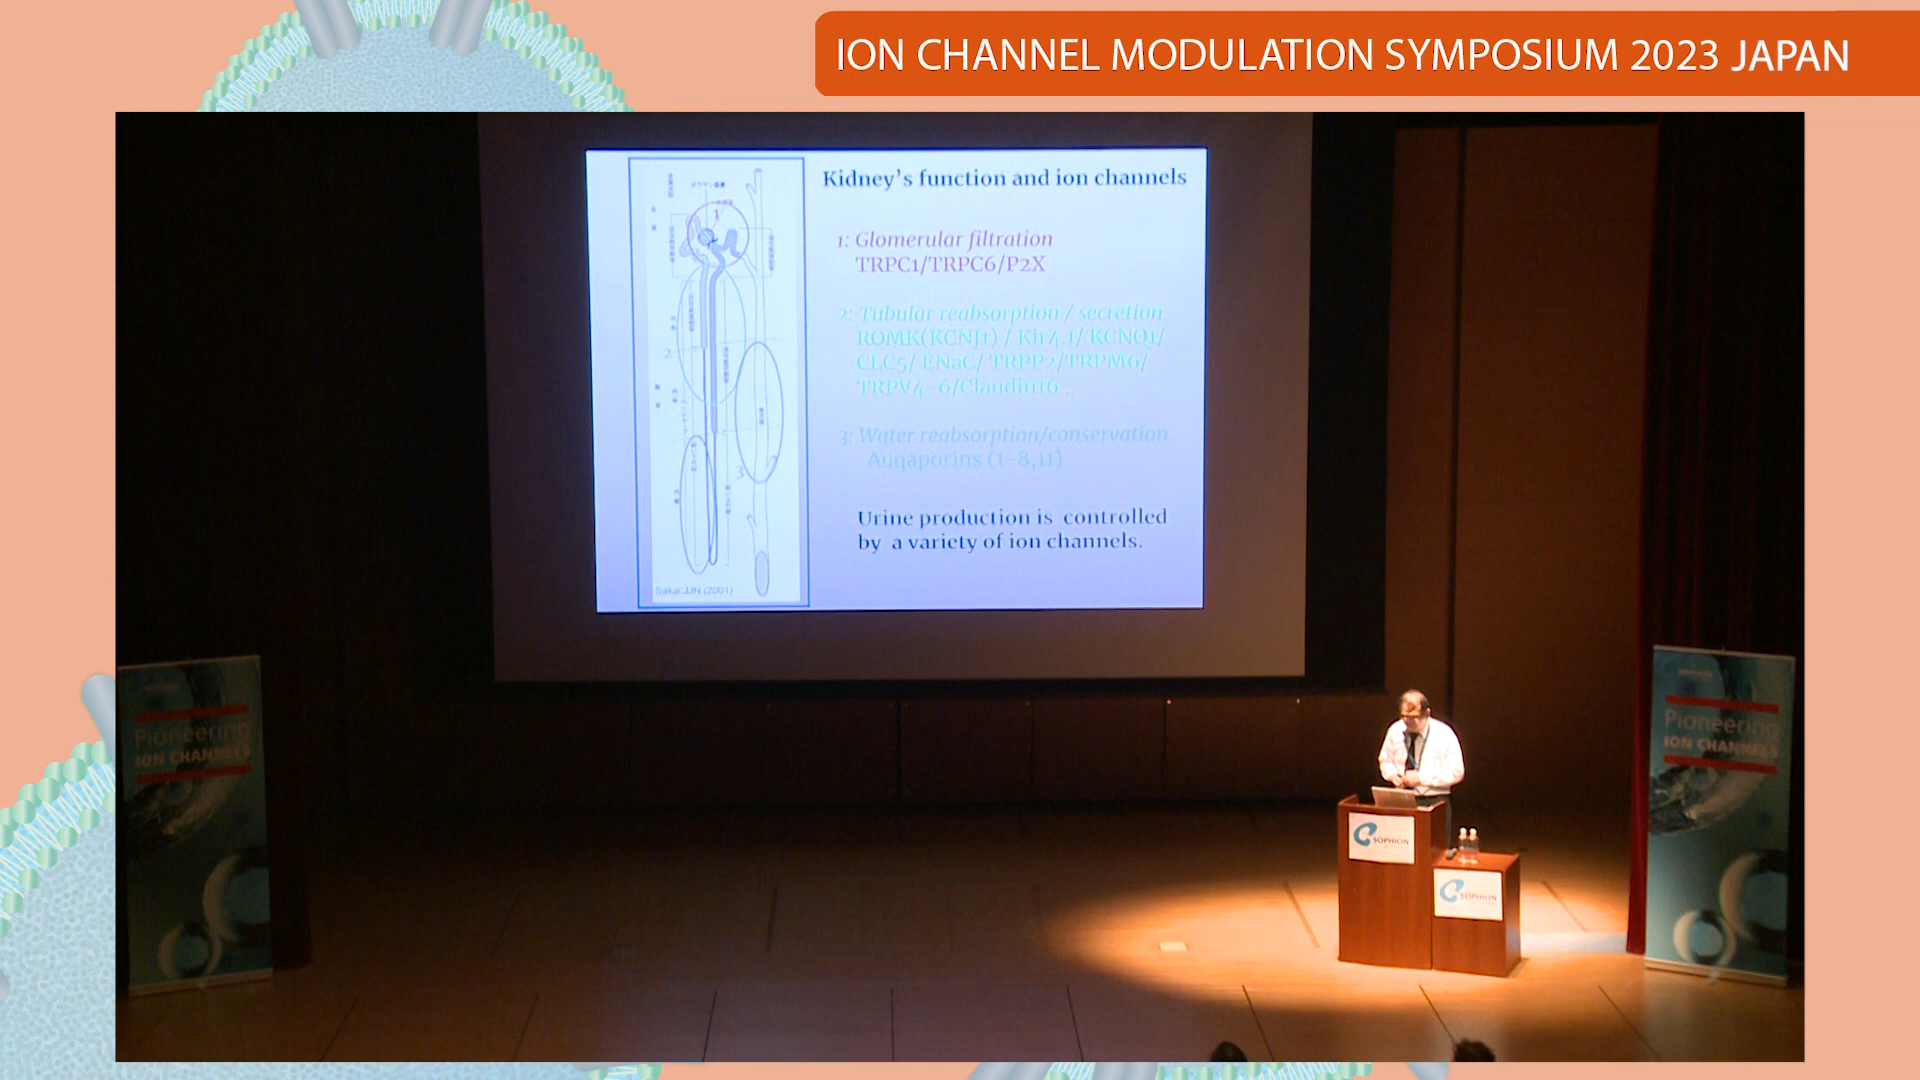 ION CHANNEL MODULATION SYMPOSIUM 2023 JAPAN
Kidney's function and ion channels
1: Glomerular filtration
TRPC1/TRPC6/P2X
2: Tubular reabsorption / secretion
ROMK(KCNJ1) / Kir4.1/ KCNQ1/
CLC5/ ENaC/ TRPP2/TRPM6/
TRPV4-6/Claudin16...
3: Water reabsorption/conservation
Auqaporins (1-8,11)
Urine production is controlled
by a variety of ion channels.
1
2
3
Sakai:JJN (2001)
Pioneering
ION CHANNELS
Pioneering
ION CHANNELS
SOPHION
SOPHION